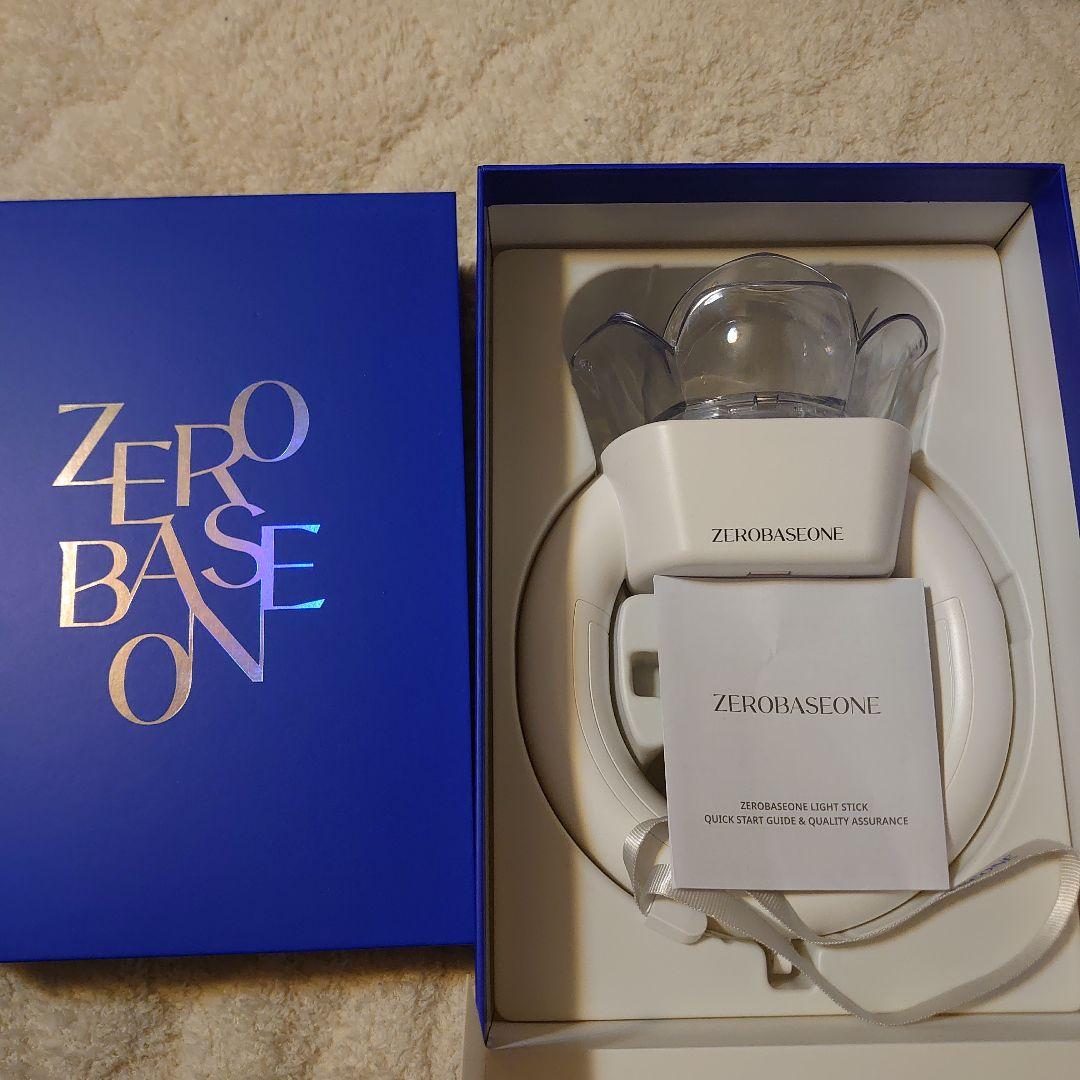 ZERO
BASE
ON
ZEROBASEONE
ZEROBASEONE
ZEROBASEONE LIGHT STICK
QUICK START GUIDE & QUALITY ASSURANCE